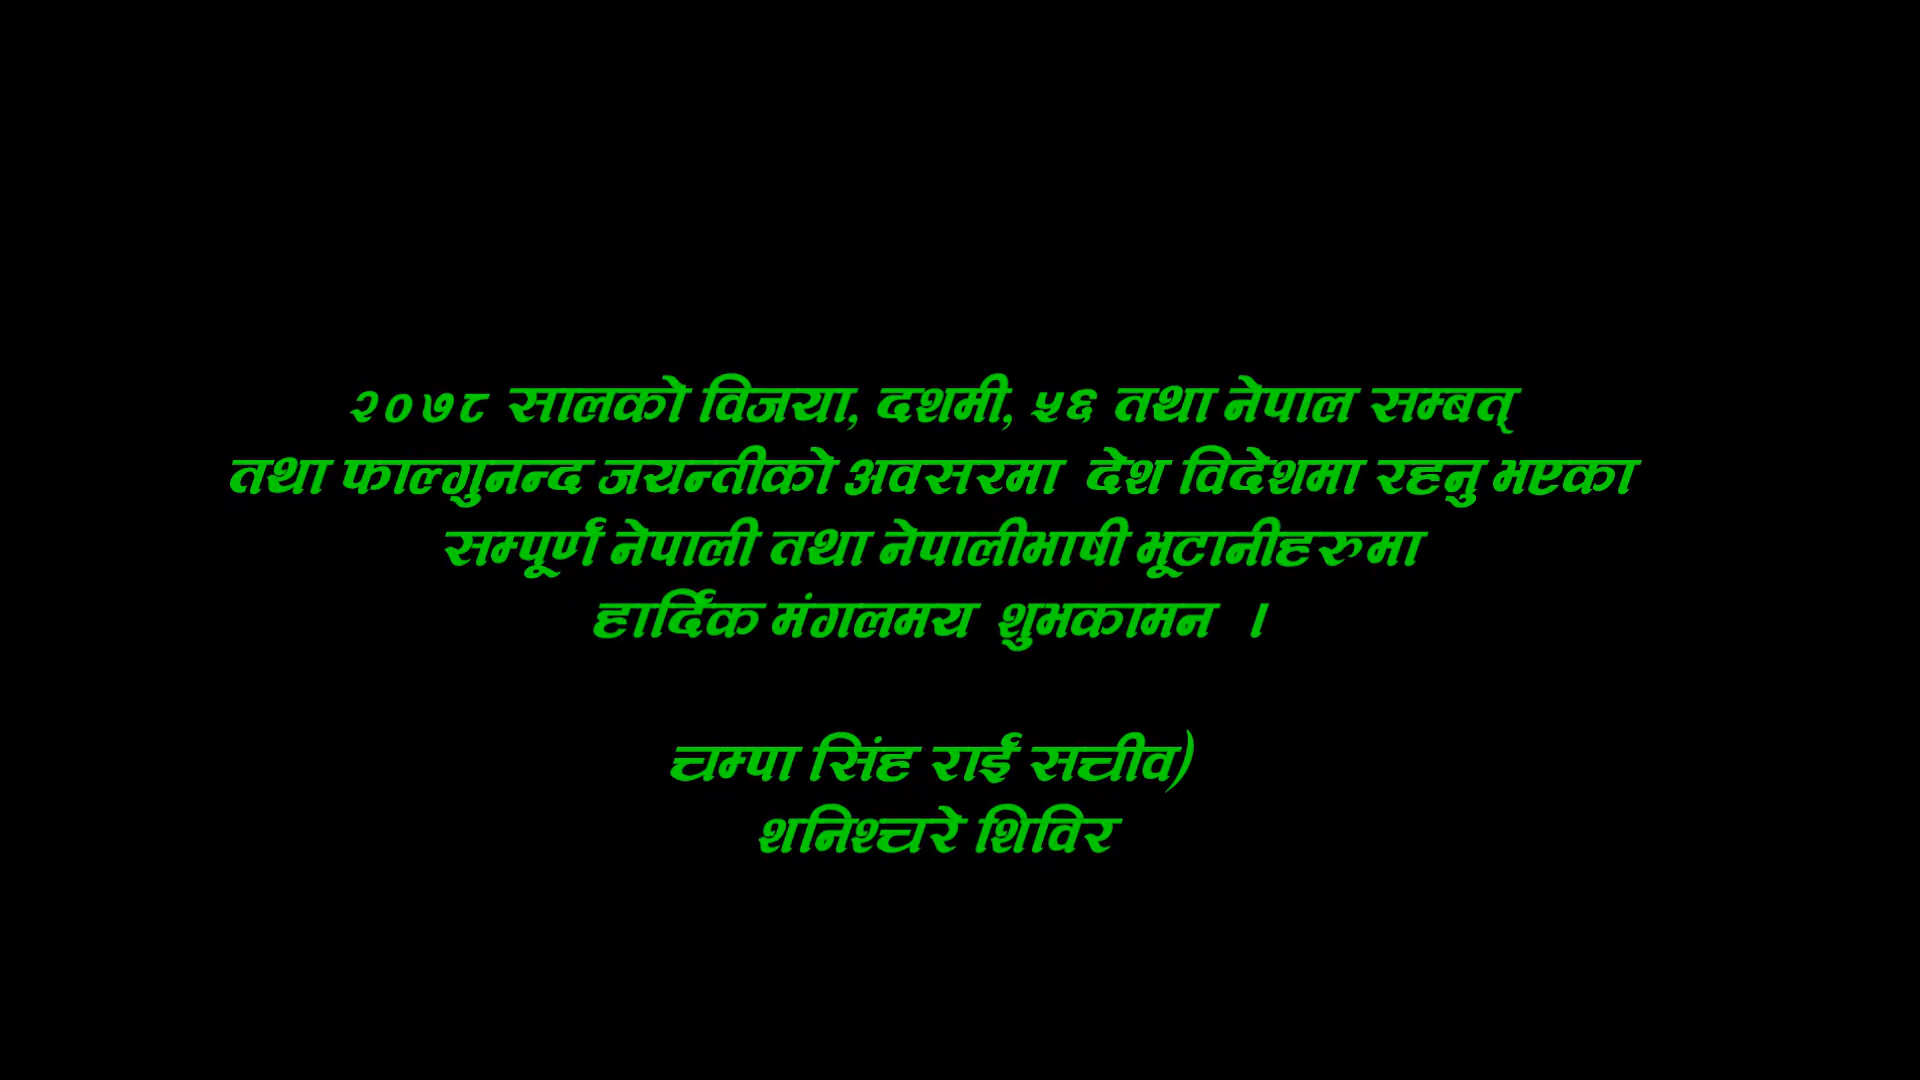 २०७८ सालको विजया, दशमी, ५६ तथा नेपाल सम्बत्
तथा फाल्गुनन्द जयन्तीको अवसरमा देश विदेशमा रहनु भएका
सम्पूर्ण नेपाली तथा नेपालीभाषी भूटानीहरुमा
हार्दिक मंगलमय शुभकामन ।
चम्पा सिंह राई सचीव)
शनिश्चरे शिविर